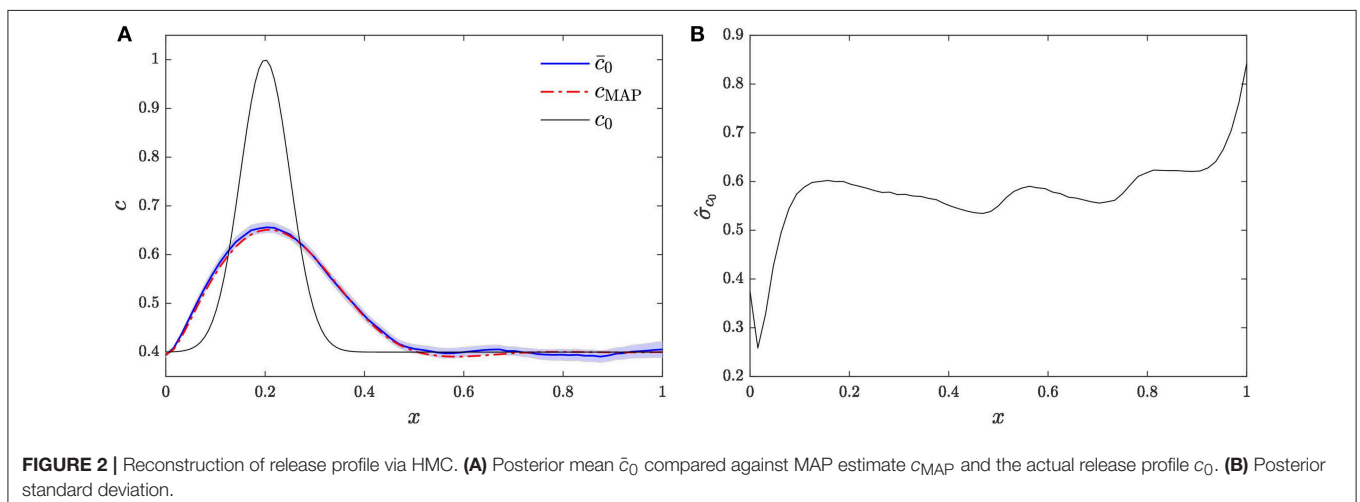 A
1
0.9
0.8
0.7
0.6
0.5
0.4
c
0 0.2 0.4 0.6 0.8 1
x
c̄₀
c_MAP
c₀
B
0.9
0.8
0.7
0.6
0.5
0.4
0.3
0.2
σ̂_c₀
0 0.2 0.4 0.6 0.8 1
x
FIGURE 2 | Reconstruction of release profile via HMC. (A) Posterior mean c̄₀ compared against MAP estimate c_MAP and the actual release profile c₀. (B) Posterior
standard deviation.